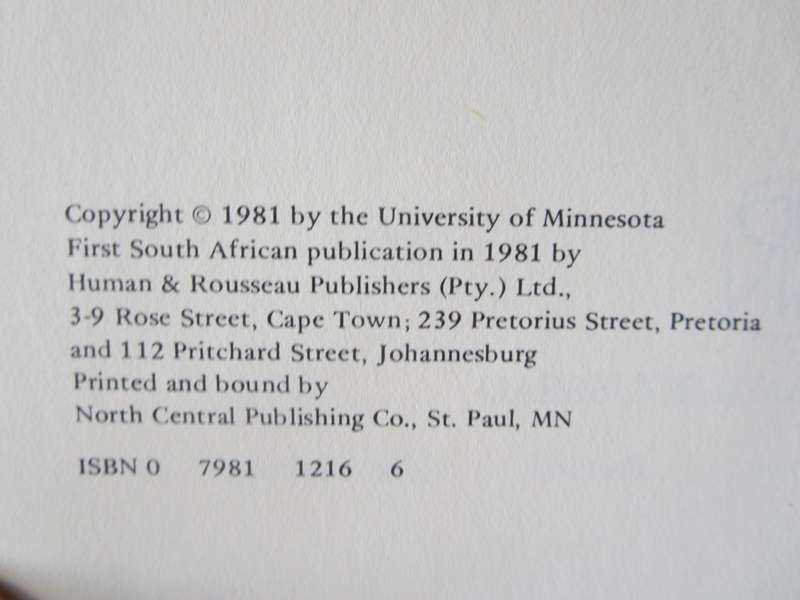 Copyright © 1981 by the University of Minnesota
First South African publication in 1981 by
Human & Rousseau Publishers (Pty.) Ltd.,
3-9 Rose Street, Cape Town; 239 Pretorius Street, Pretoria
and 112 Pritchard Street, Johannesburg
Printed and bound by
North Central Publishing Co., St. Paul, MN
ISBN 0 7981 1216 6